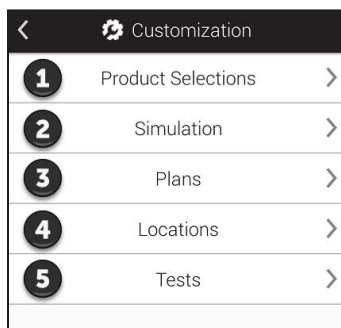 Customization
1 Product Selections
2 Simulation
3 Plans
4 Locations
5 Tests